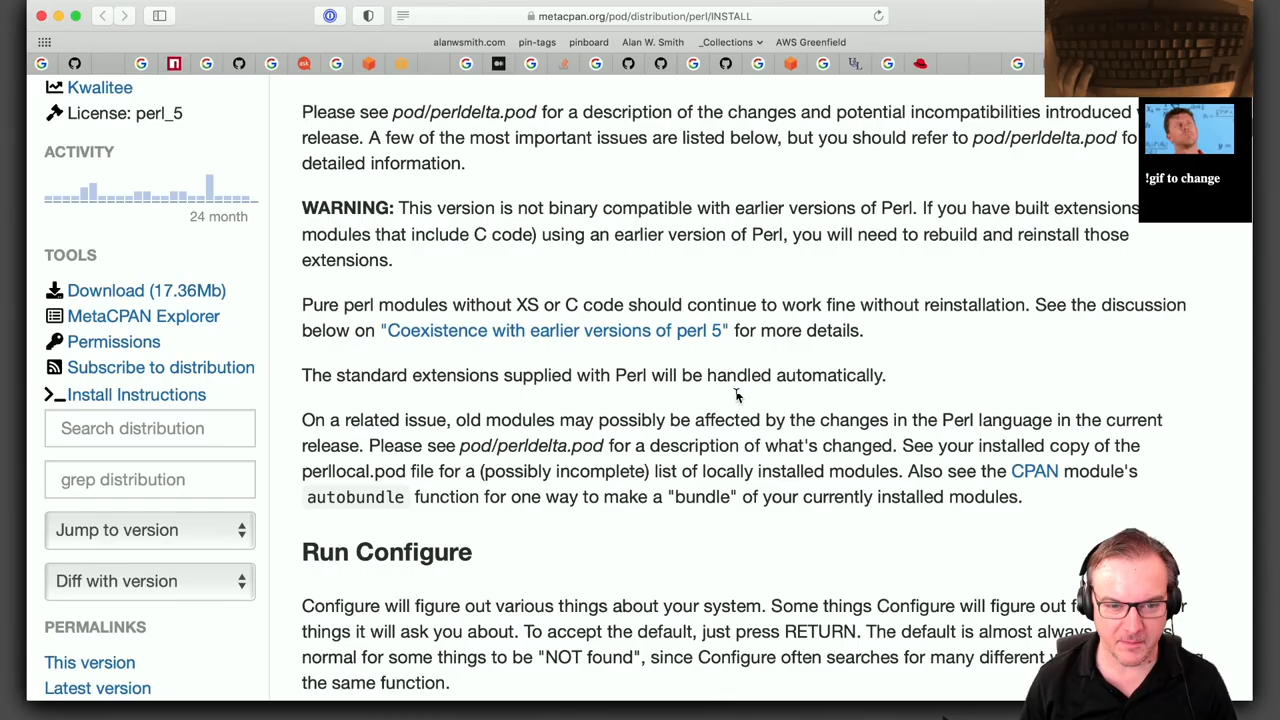 metacpan.org/pod/distribution/perl/INSTALL
alanwsmith.com pin-tags pinboard Alan W. Smith _Collections AWS Greenfield
Kwalitee
License: perl_5
ACTIVITY
24 month
TOOLS
Download (17.36Mb)
MetaCPAN Explorer
Permissions
Subscribe to distribution
Install Instructions
Search distribution
grep distribution
Jump to version
Diff with version
PERMALINKS
This version
Latest version
Please see pod/perldelta.pod for a description of the changes and potential incompatibilities introduced
release. A few of the most important issues are listed below, but you should refer to pod/perldelta.pod
detailed information.
WARNING: This version is not binary compatible with earlier versions of Perl. If you have built extensions
modules that include C code) using an earlier version of Perl, you will need to rebuild and reinstall those
extensions.
Pure perl modules without XS or C code should continue to work fine without reinstallation. See the discussion
below on "Coexistence with earlier versions of perl 5" for more details.
The standard extensions supplied with Perl will be handled automatically.
On a related issue, old modules may possibly be affected by the changes in the Perl language in the current
release. Please see pod/perldelta.pod for a description of what's changed. See your installed copy of the
perllocal.pod file for a (possibly incomplete) list of locally installed modules. Also see the CPAN module's
autobundle function for one way to make a "bundle" of your currently installed modules.
Run Configure
Configure will figure out various things about your system. Some things Configure will figure out
things it will ask you about. To accept the default, just press RETURN. The default is almost
normal for some things to be "NOT found", since Configure often searches for many different
the same function.
!gif to change